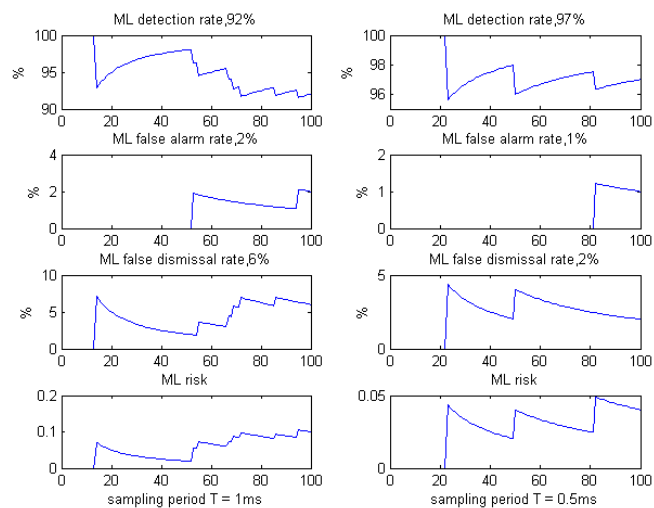 ML detection rate,92%
100
95
90
%
0 20 40 60 80 100
ML false alarm rate,2%
4
2
0
%
0 20 40 60 80 100
ML false dismissal rate,6%
10
5
0
%
0 20 40 60 80 100
ML risk
0.2
0.1
0
0 20 40 60 80 100
sampling period T = 1ms
ML detection rate,97%
100
98
96
%
0 20 40 60 80 100
ML false alarm rate,1%
2
1
0
%
0 20 40 60 80 100
ML false dismissal rate,2%
5
0
%
0 20 40 60 80 100
ML risk
0.05
0
0 20 40 60 80 100
sampling period T = 0.5ms